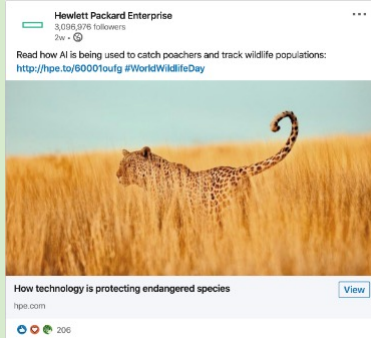 Hewlett Packard Enterprise
3,096,976 followers
2w •
Read how AI is being used to catch poachers and track wildlife populations:
http://hpe.to/60001oufg #WorldWildlifeDay
How technology is protecting endangered species
View
hpe.com
206